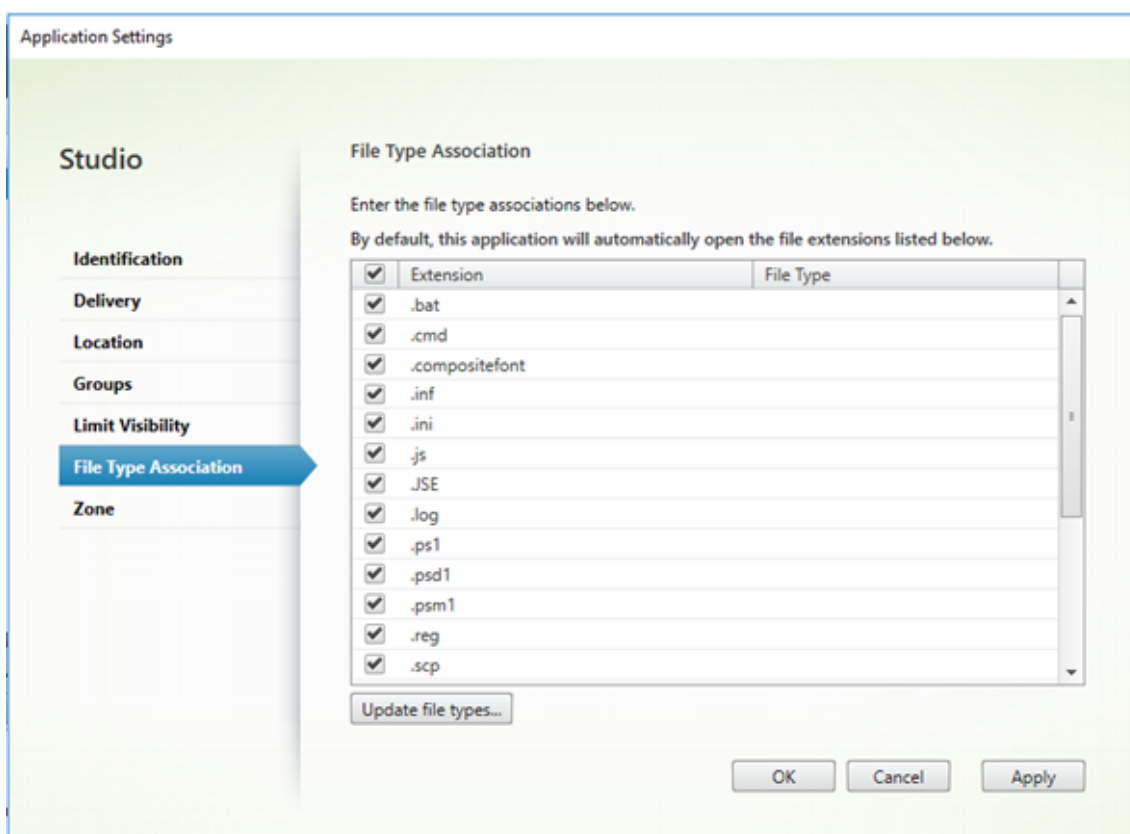 Application Settings
Studio
Identification
Delivery
Location
Groups
Limit Visibility
File Type Association
Zone
File Type Association
Enter the file type associations below.
By default, this application will automatically open the file extensions listed below.
Extension File Type
.bat
.cmd
.compositefont
.inf
.ini
.js
.JSE
.log
.ps1
.psd1
.psm1
.reg
.scp
Update file types...
OK Cancel Apply